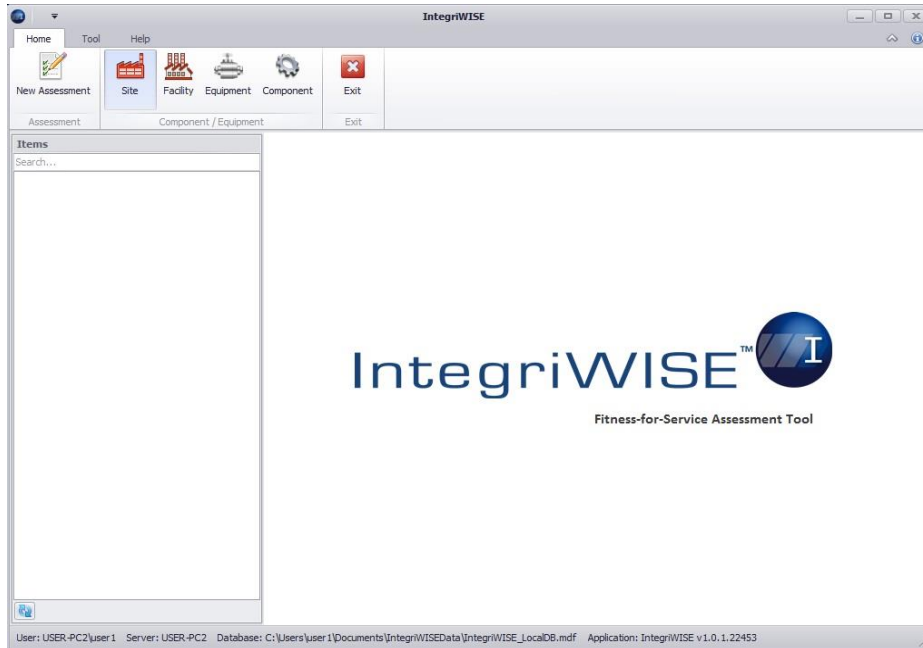 IntegriWISE
Home Tool Help
New Assessment Site Facility Equipment Component Exit
Assessment Component / Equipment Exit
Items
Search...
IntegriWISE™ I
Fitness-for-Service Assessment Tool
User: USER-PC2\user1 Server: USER-PC2 Database: C:\Users\user1\Documents\IntegriWISEData\IntegriWISE_LocalDB.mdf Application: IntegriWISE v1.0.1.22453